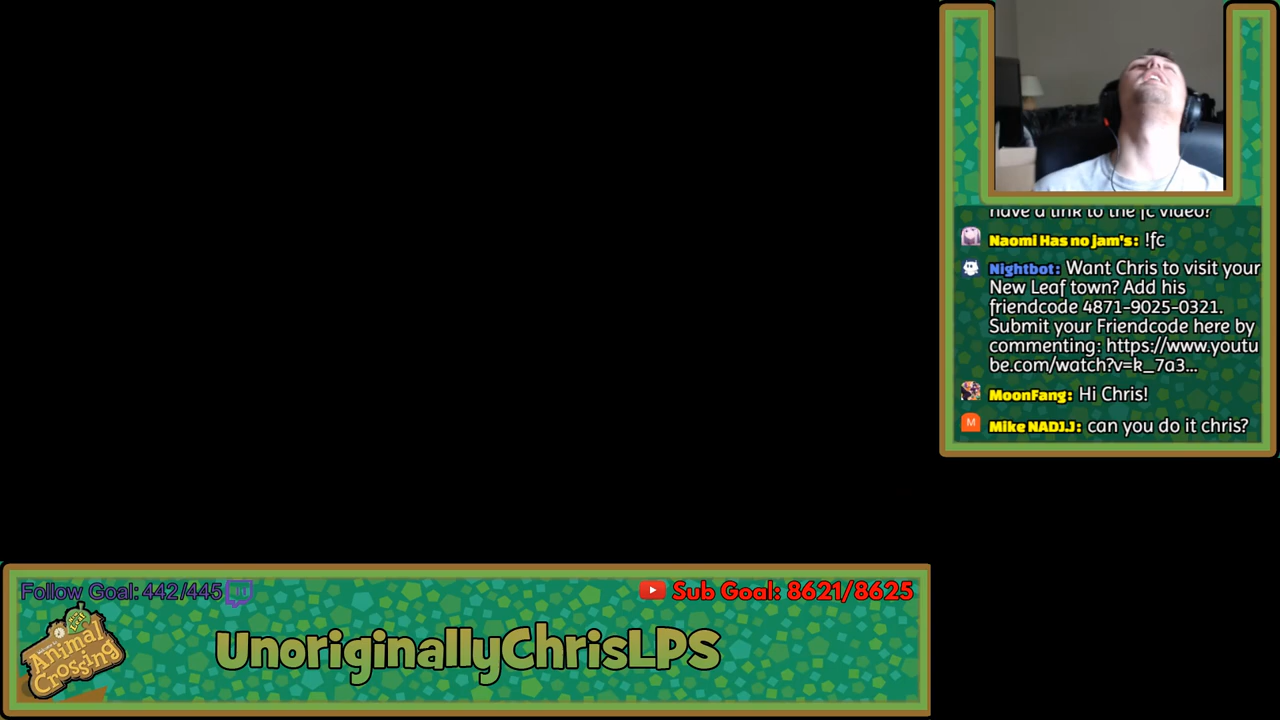 have a link to the fc video?
Naomi Has no jam's: !fc
Nightbot: Want Chris to visit your
New Leaf town? Add his
friendcode 4871-9025-0321.
Submit your Friendcode here by
commenting: https://www.youtu
be.com/watch?v=k_7a3...
MoonFang: Hi Chris!
M
Mike NADJ.J: can you do it chris?
Follow Goal: 442/445
Sub Goal: 8621/8625
Animal
Crossing
UnoriginallyChrisLPS